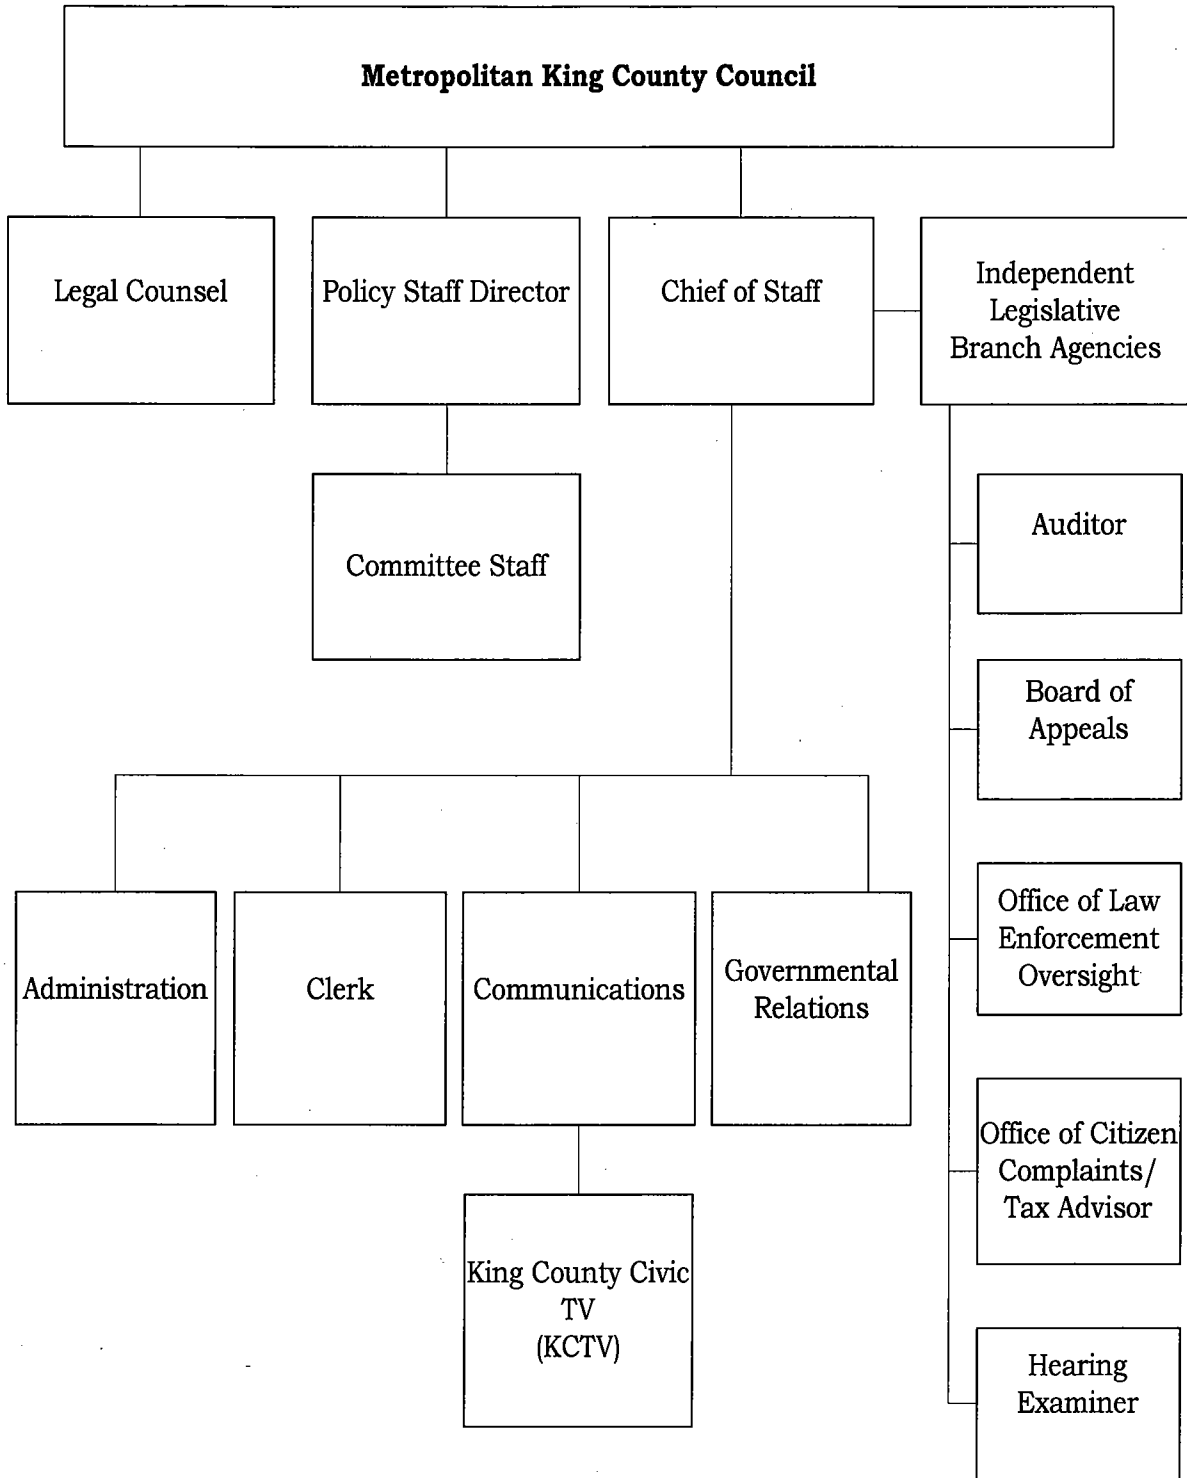 Metropolitan King County Council
Legal Counsel
Policy Staff Director
Chief of Staff
Independent
Legislative
Branch Agencies
Committee Staff
Auditor
Board of
Appeals
Office of Law
Enforcement
Oversight
Administration
Clerk
Communications
Governmental
Relations
Office of Citizen
Complaints/
Tax Advisor
King County Civic
TV
(KCTV)
Hearing
Examiner